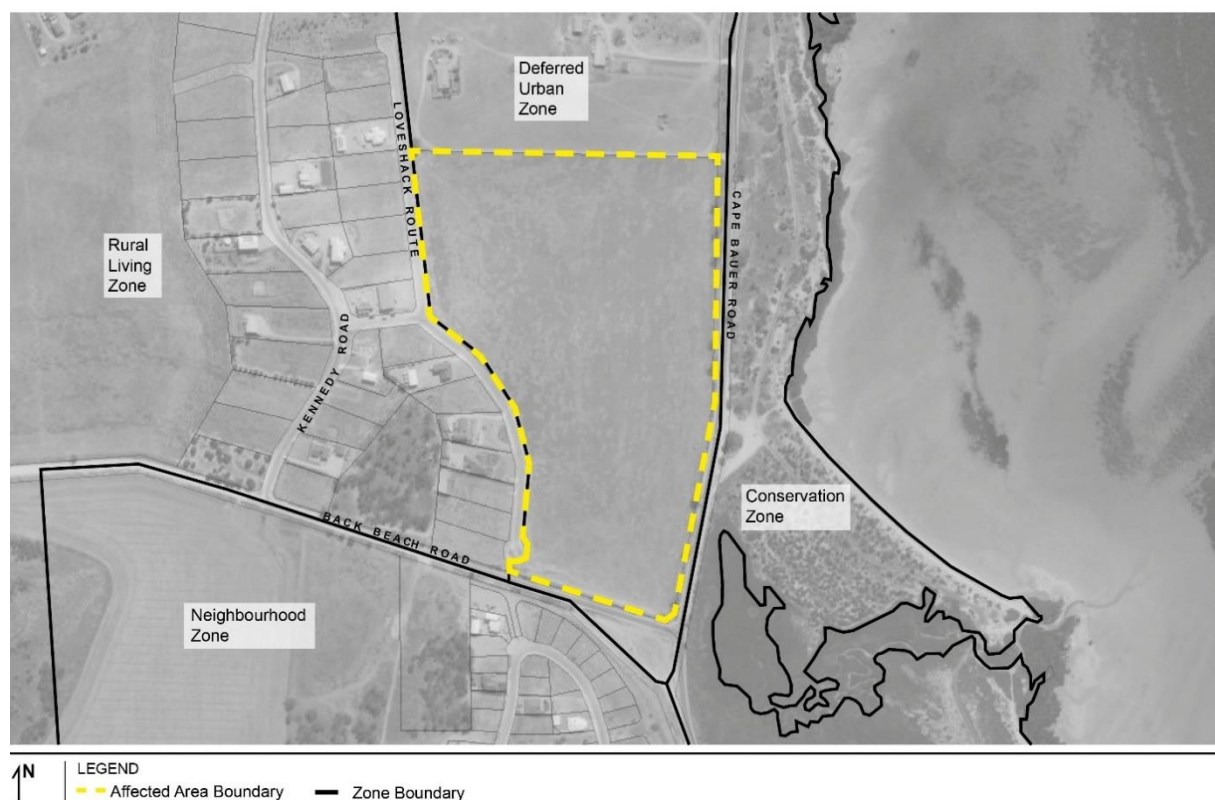 Deferred
Urban
Zone
LOVESHACK ROUTE
CAPE BAUER ROAD
Rural
Living
Zone
KENNEDY ROAD
Conservation
Zone
BACK BEACH ROAD
Neighbourhood
Zone
N
LEGEND
Affected Area Boundary
Zone Boundary